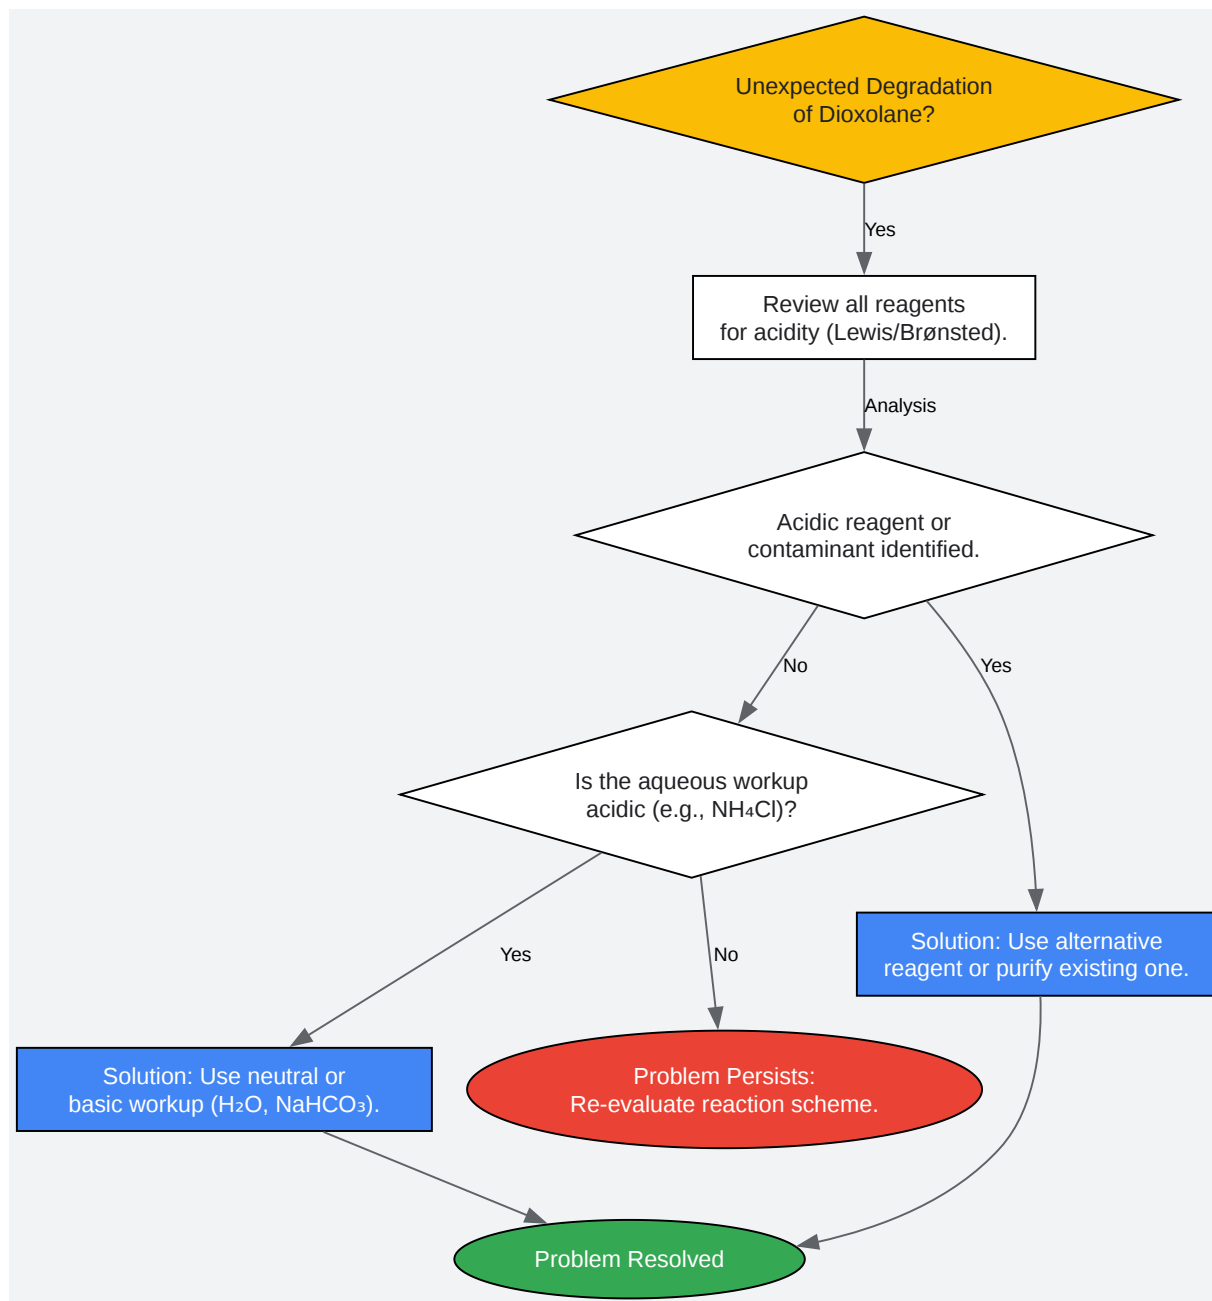 Unexpected Degradation
of Dioxolane?
Yes
Review all reagents
for acidity (Lewis/Brønsted).
Analysis
Acidic reagent or
contaminant identified.
No
Yes
Is the aqueous workup
acidic (e.g., NH₄Cl)?
Yes
No
Solution: Use alternative
reagent or purify existing one.
Solution: Use neutral or
basic workup (H₂O, NaHCO₃).
Problem Persists:
Re-evaluate reaction scheme.
Problem Resolved